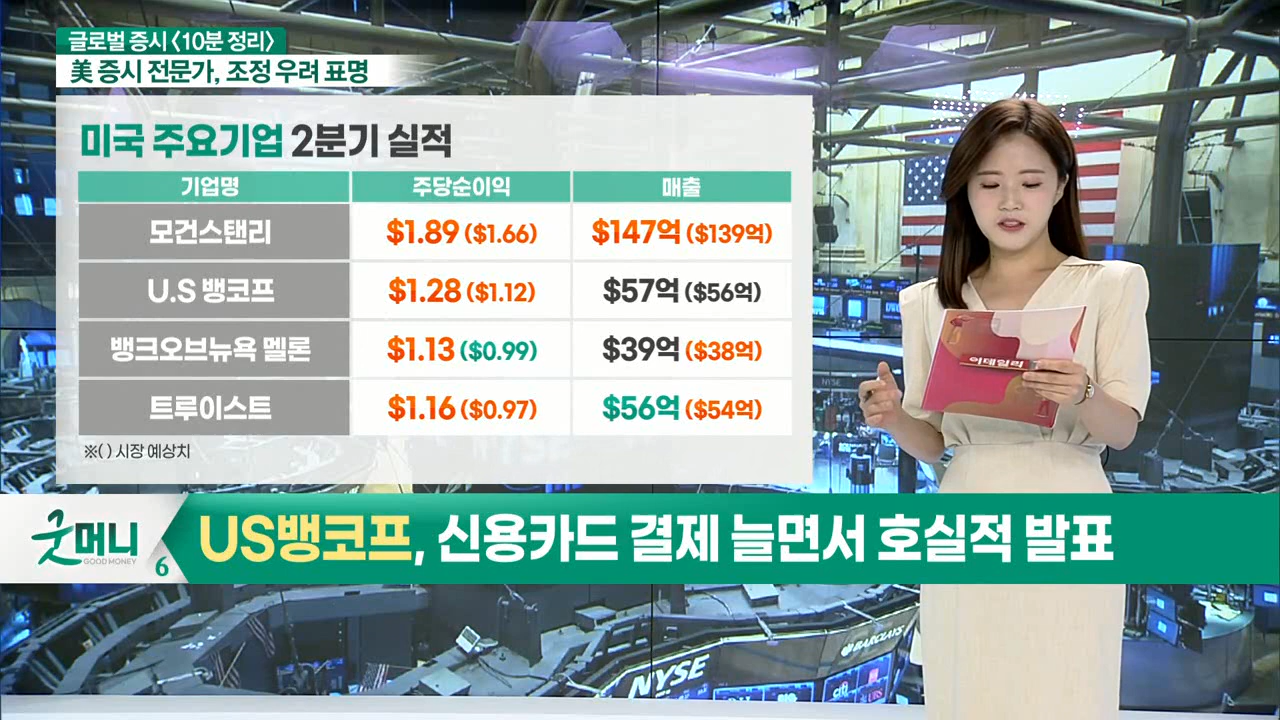 글로벌 증시 <10분 정리>
美 증시 전문가, 조정 우려 표명
미국 주요기업 2분기 실적
기업명 주당순이익 매출
모건스탠리 $1.89 ($1.66) $147억 ($139억)
U.S 뱅코프 $1.28 ($1.12) $57억 ($56억)
뱅크오브뉴욕 멜론 $1.13 ($0.99) $39억 ($38억)
트루이스트 $1.16 ($0.97) $56억 ($54억)
※( ) 시장 예상치
이데일리
NYSE
굿머니
GOOD MONEY
6
US뱅코프, 신용카드 결제 늘면서 호실적 발표
NYSE
BARCLAYS
citi
UBS